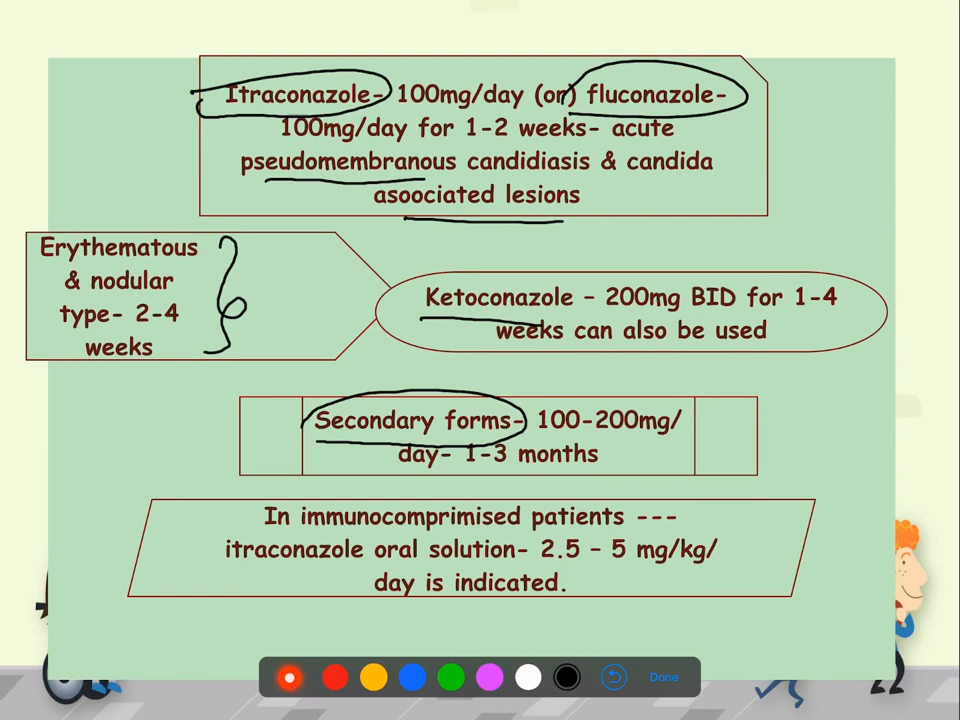 Itraconazole- 100mg/day (or) fluconazole-
100mg/day for 1-2 weeks- acute
pseudomembranous candidiasis & candida
asoociated lesions
Erythematous
& nodular
type- 2-4
weeks
Ketoconazole – 200mg BID for 1-4
weeks can also be used
Secondary forms- 100-200mg/
day- 1-3 months
In immunocomprimised patients ---
itraconazole oral solution- 2.5 – 5 mg/kg/
day is indicated.
Done